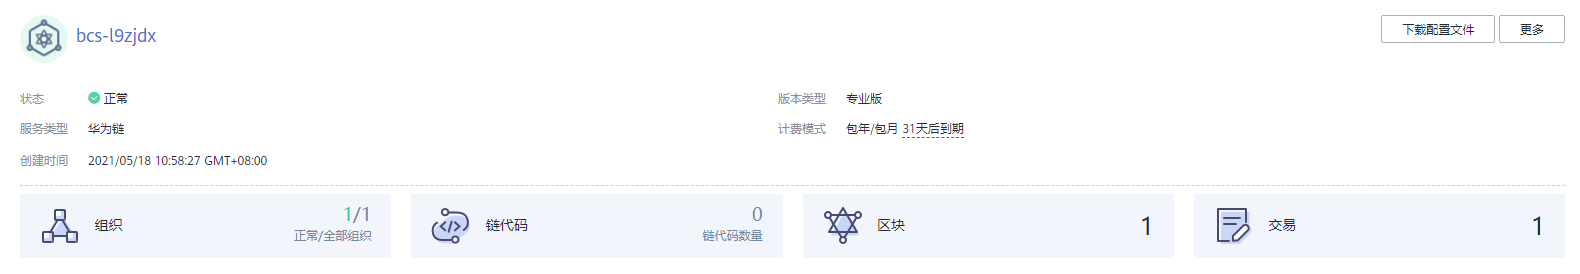 bcs-l9zjdx
下载配置文件
更多
状态 正常
版本类型 专业版
服务类型 华为链
计费模式 包年/包月 31天后到期
创建时间 2021/05/18 10:58:27 GMT+08:00
组织
1/1
正常/全部组织
链代码
0
链代码数量
区块
1
交易
1